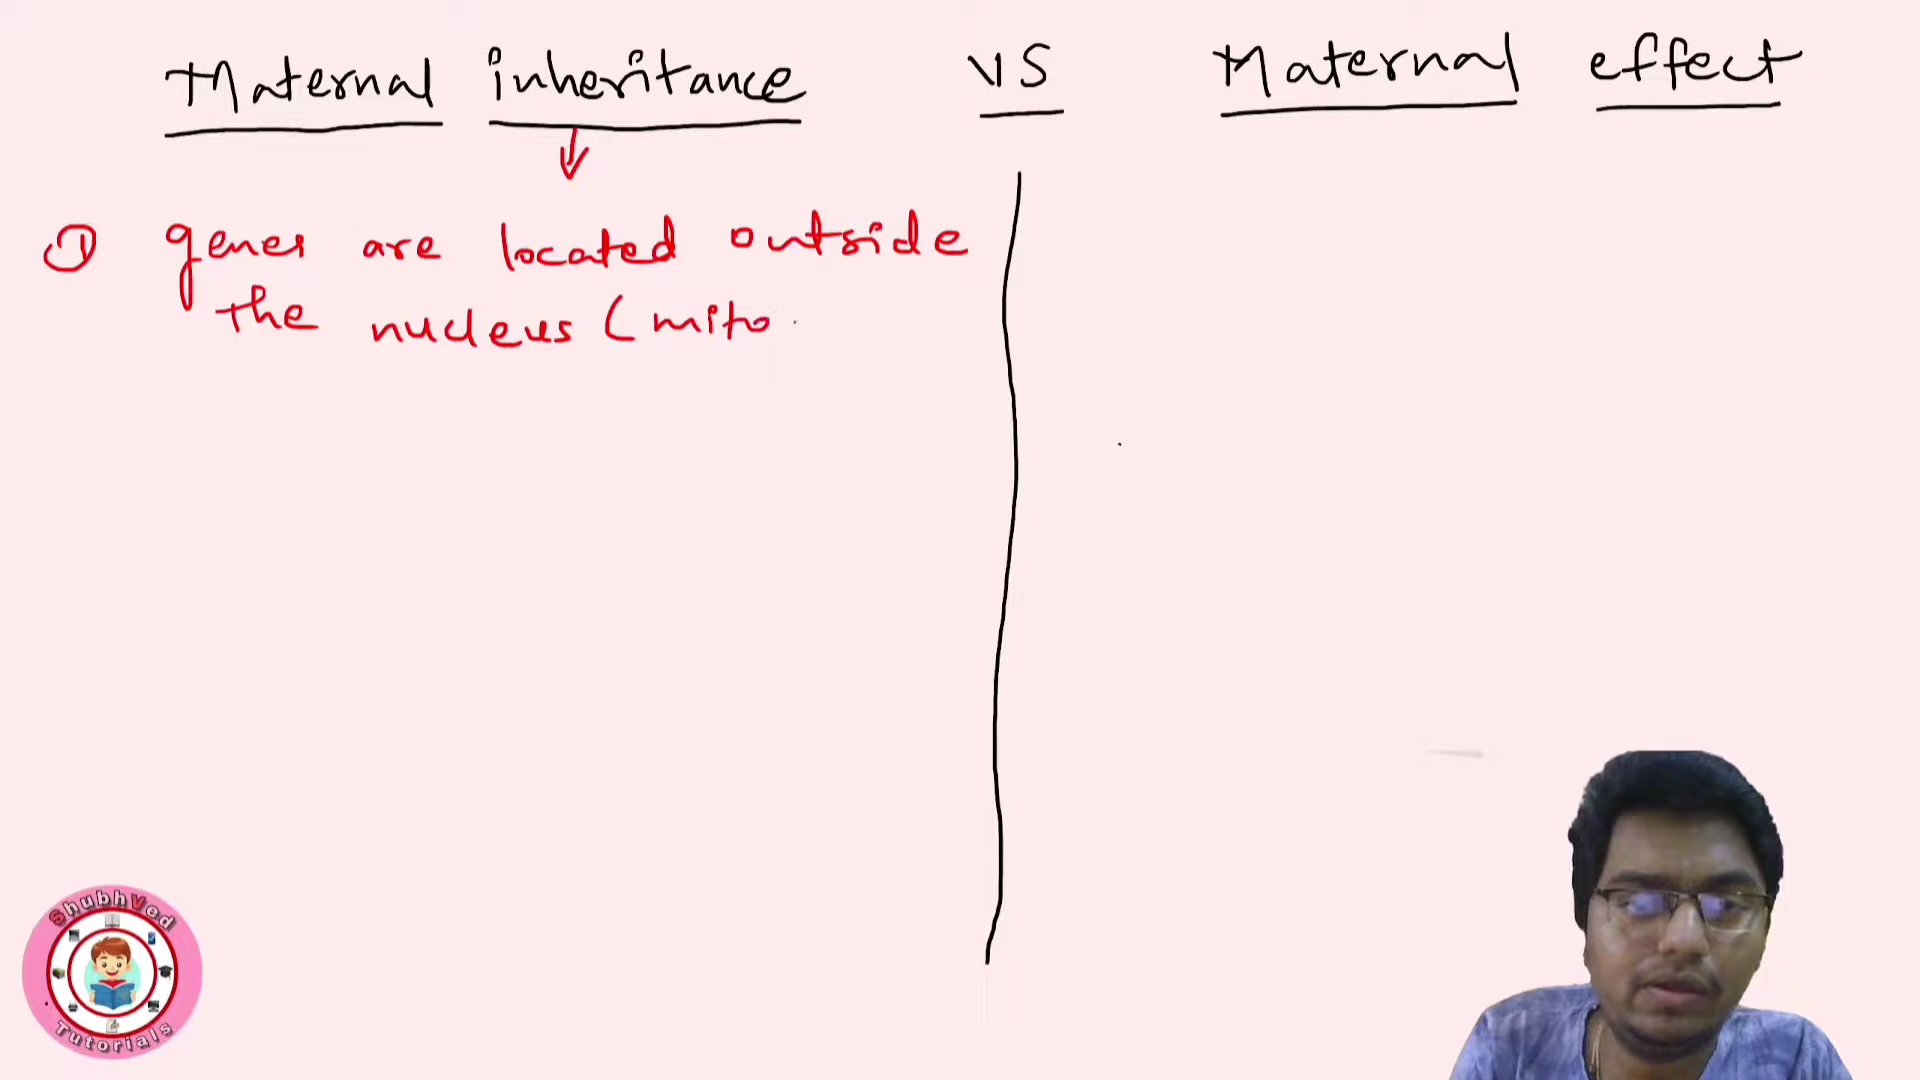 Maternal inheritance VS Maternal effect
① genes are located outside
the nucleus (mito
ShubhVed
Tutorials